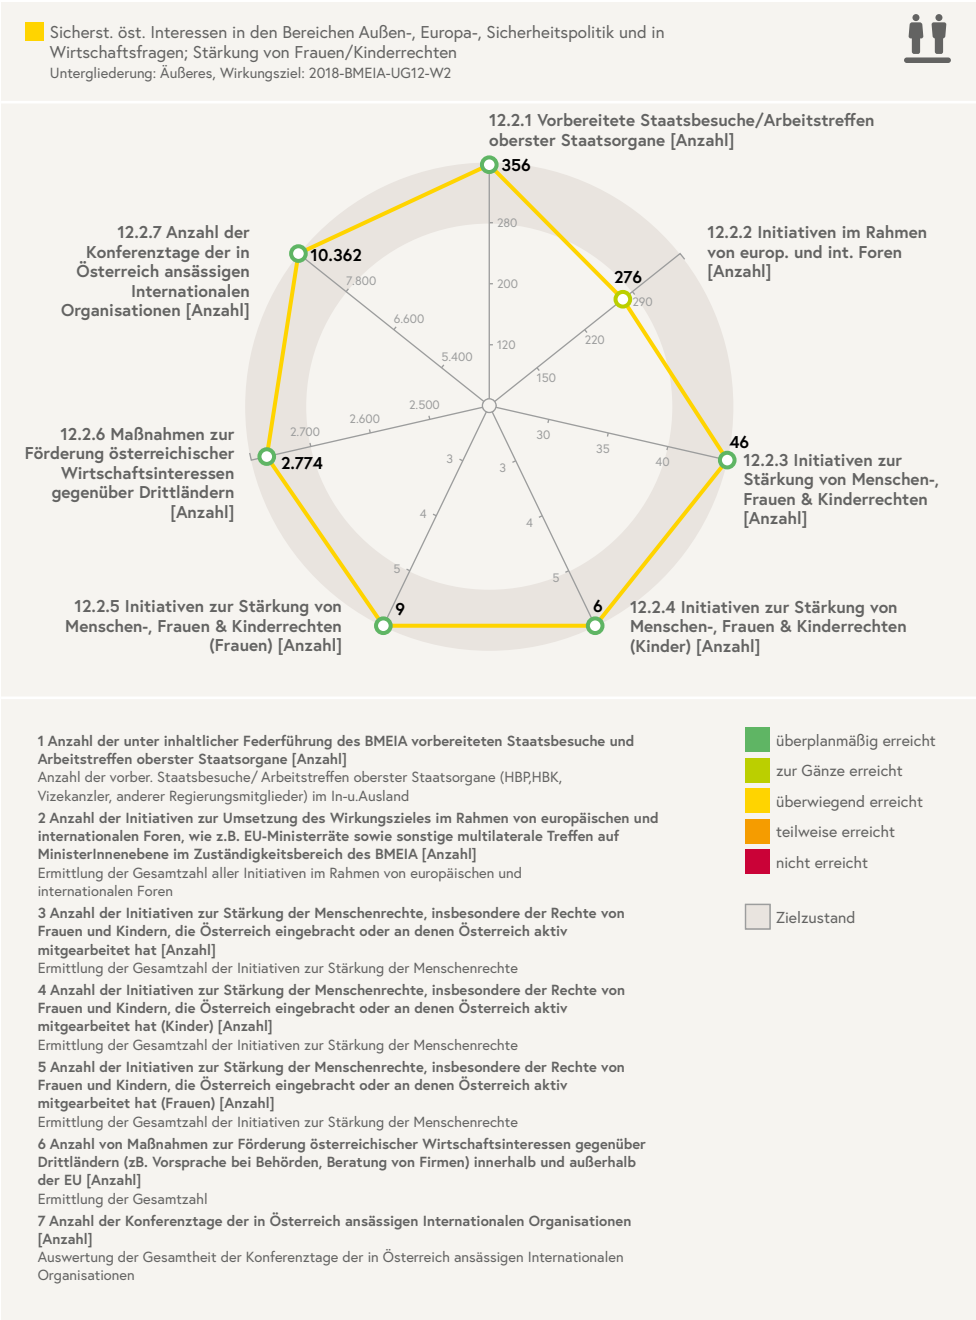 Sicherst. öst. Interessen in den Bereichen Außen-, Europa-, Sicherheitspolitik und in
Wirtschaftsfragen; Stärkung von Frauen/Kinderrechten
Untergliederung: Äußeres, Wirkungsziel: 2018-BMEIA-UG12-W2
12.2.1 Vorbereitete Staatsbesuche/Arbeitstreffen
oberster Staatsorgane [Anzahl]
356
280
200
120
12.2.2 Initiativen im Rahmen
von europ. und int. Foren
[Anzahl]
276
290
220
150
46
12.2.3 Initiativen zur
Stärkung von Menschen-,
Frauen & Kinderrechten
[Anzahl]
30
35
40
6
12.2.4 Initiativen zur Stärkung von
Menschen-, Frauen & Kinderrechten
(Kinder) [Anzahl]
3
4
5
9
12.2.5 Initiativen zur Stärkung von
Menschen-, Frauen & Kinderrechten
(Frauen) [Anzahl]
3
4
5
12.2.6 Maßnahmen zur
Förderung österreichischer
Wirtschaftsinteressen
gegenüber Drittländern
[Anzahl]
2.774
2.700
2.600
2.500
12.2.7 Anzahl der
Konferenztage der in
Österreich ansässigen
Internationalen
Organisationen [Anzahl]
10.362
7.800
6.600
5.400
1 Anzahl der unter inhaltlicher Federführung des BMEIA vorbereiteten Staatsbesuche und
Arbeitstreffen oberster Staatsorgane [Anzahl]
Anzahl der vorber. Staatsbesuche/ Arbeitstreffen oberster Staatsorgane (HBP,HBK,
Vizekanzler, anderer Regierungsmitglieder) im In-u.Ausland
2 Anzahl der Initiativen zur Umsetzung des Wirkungszieles im Rahmen von europäischen und
internationalen Foren, wie z.B. EU-Ministerräte sowie sonstige multilaterale Treffen auf
MinisterInnenebene im Zuständigkeitsbereich des BMEIA [Anzahl]
Ermittlung der Gesamtzahl aller Initiativen im Rahmen von europäischen und
internationalen Foren
3 Anzahl der Initiativen zur Stärkung der Menschenrechte, insbesondere der Rechte von
Frauen und Kindern, die Österreich eingebracht oder an denen Österreich aktiv
mitgearbeitet hat [Anzahl]
Ermittlung der Gesamtzahl der Initiativen zur Stärkung der Menschenrechte
4 Anzahl der Initiativen zur Stärkung der Menschenrechte, insbesondere der Rechte von
Frauen und Kindern, die Österreich eingebracht oder an denen Österreich aktiv
mitgearbeitet hat (Kinder) [Anzahl]
Ermittlung der Gesamtzahl der Initiativen zur Stärkung der Menschenrechte
5 Anzahl der Initiativen zur Stärkung der Menschenrechte, insbesondere der Rechte von
Frauen und Kindern, die Österreich eingebracht oder an denen Österreich aktiv
mitgearbeitet hat (Frauen) [Anzahl]
Ermittlung der Gesamtzahl der Initiativen zur Stärkung der Menschenrechte
6 Anzahl von Maßnahmen zur Förderung österreichischer Wirtschaftsinteressen gegenüber
Drittländern (zB. Vorsprache bei Behörden, Beratung von Firmen) innerhalb und außerhalb
der EU [Anzahl]
Ermittlung der Gesamtzahl
7 Anzahl der Konferenztage der in Österreich ansässigen Internationalen Organisationen
[Anzahl]
Auswertung der Gesamtheit der Konferenztage der in Österreich ansässigen Internationalen
Organisationen
überplanmäßig erreicht
zur Gänze erreicht
überwiegend erreicht
teilweise erreicht
nicht erreicht
Zielzustand